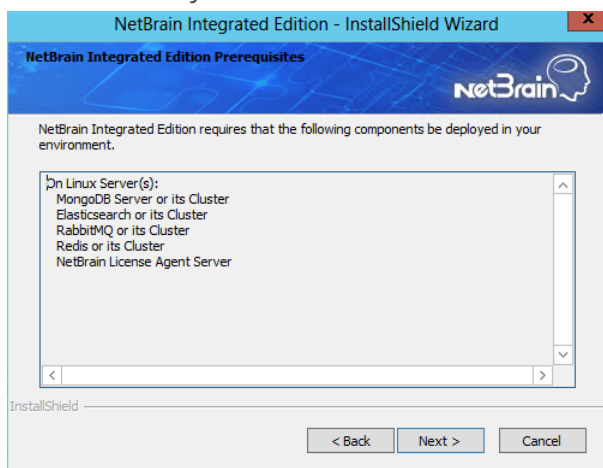 NetBrain Integrated Edition - InstallShield Wizard
x
NetBrain Integrated Edition Prerequisites
NetBrain
NetBrain Integrated Edition requires that the following components be deployed in your
environment.
On Linux Server(s):
MongoDB Server or its Cluster
Elasticsearch or its Cluster
RabbitMQ or its Cluster
Redis or its Cluster
NetBrain License Agent Server
InstallShield
< Back
Next >
Cancel